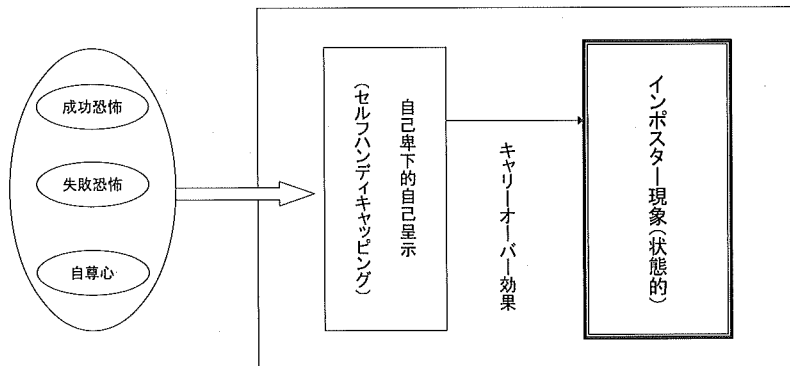 成功恐怖
失敗恐怖
自尊心
自己卑下的自己呈示
(セルフハンディキャッピング)
キャリーオーバー効果
インポスター現象(状態的)